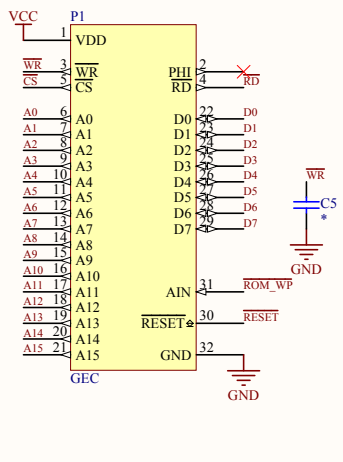 VCC
P1
1 VDD
WR 3 WR PHI 2
CS 5 CS RD 4 RD
A0 6 A0 D0 22 D0
A1 7 A1 D1 23 D1
A2 8 A2 D2 24 D2
A3 9 A3 D3 25 D3
A4 10 A4 D4 26 D4
A5 11 A5 D5 27 D5
A6 12 A6 D6 28 D6
A7 13 A7 D7 29 D7
A8 14 A8
A9 15 A9
A10 16 A10
A11 17 A11 AIN 31 ROM_WP
A12 18 A12
A13 19 A13 RESET 30 RESET
A14 20 A14
A15 21 A15 GND 32
GEC
GND
WR
C5
*
GND